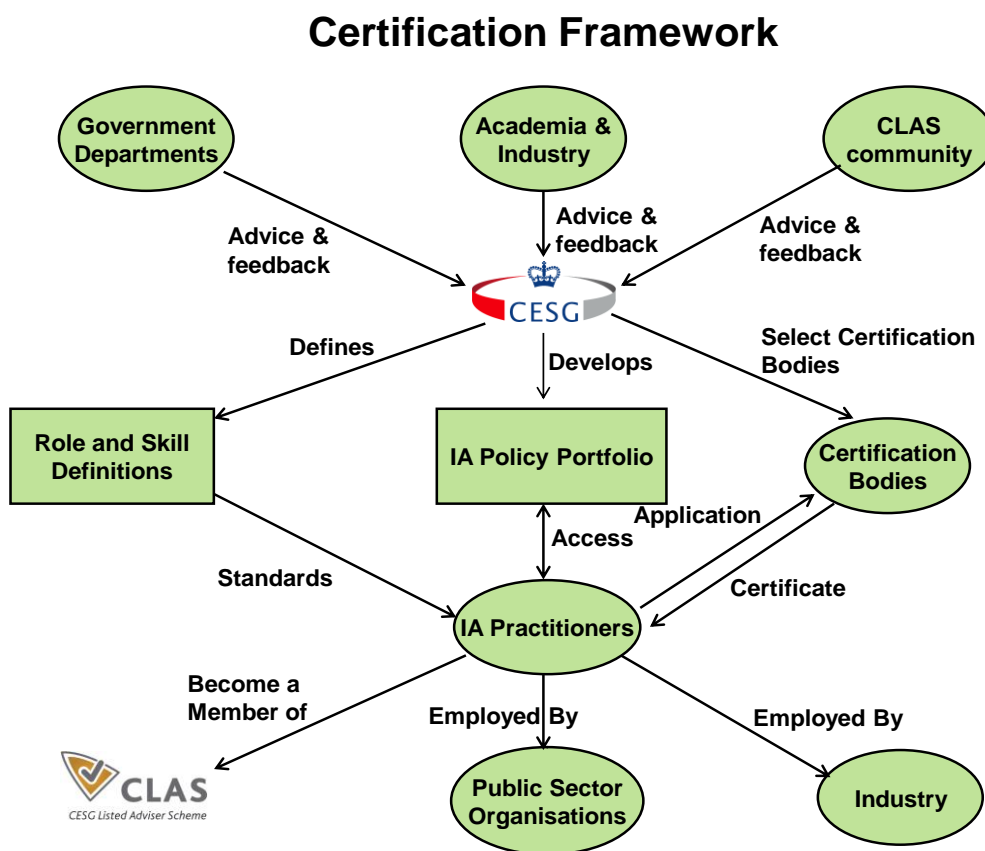 Certification Framework
Government
Departments
Academia &
Industry
CLAS
community
Advice &
feedback
Advice &
feedback
Advice &
feedback
CESG
Defines
Develops
Select Certification
Bodies
Role and Skill
Definitions
IA Policy Portfolio
Certification
Bodies
Application
Access
Standards
Certificate
IA Practitioners
Become a
Member of
Employed By
Employed By
CLAS
CESG Listed Adviser Scheme
Public Sector
Organisations
Industry